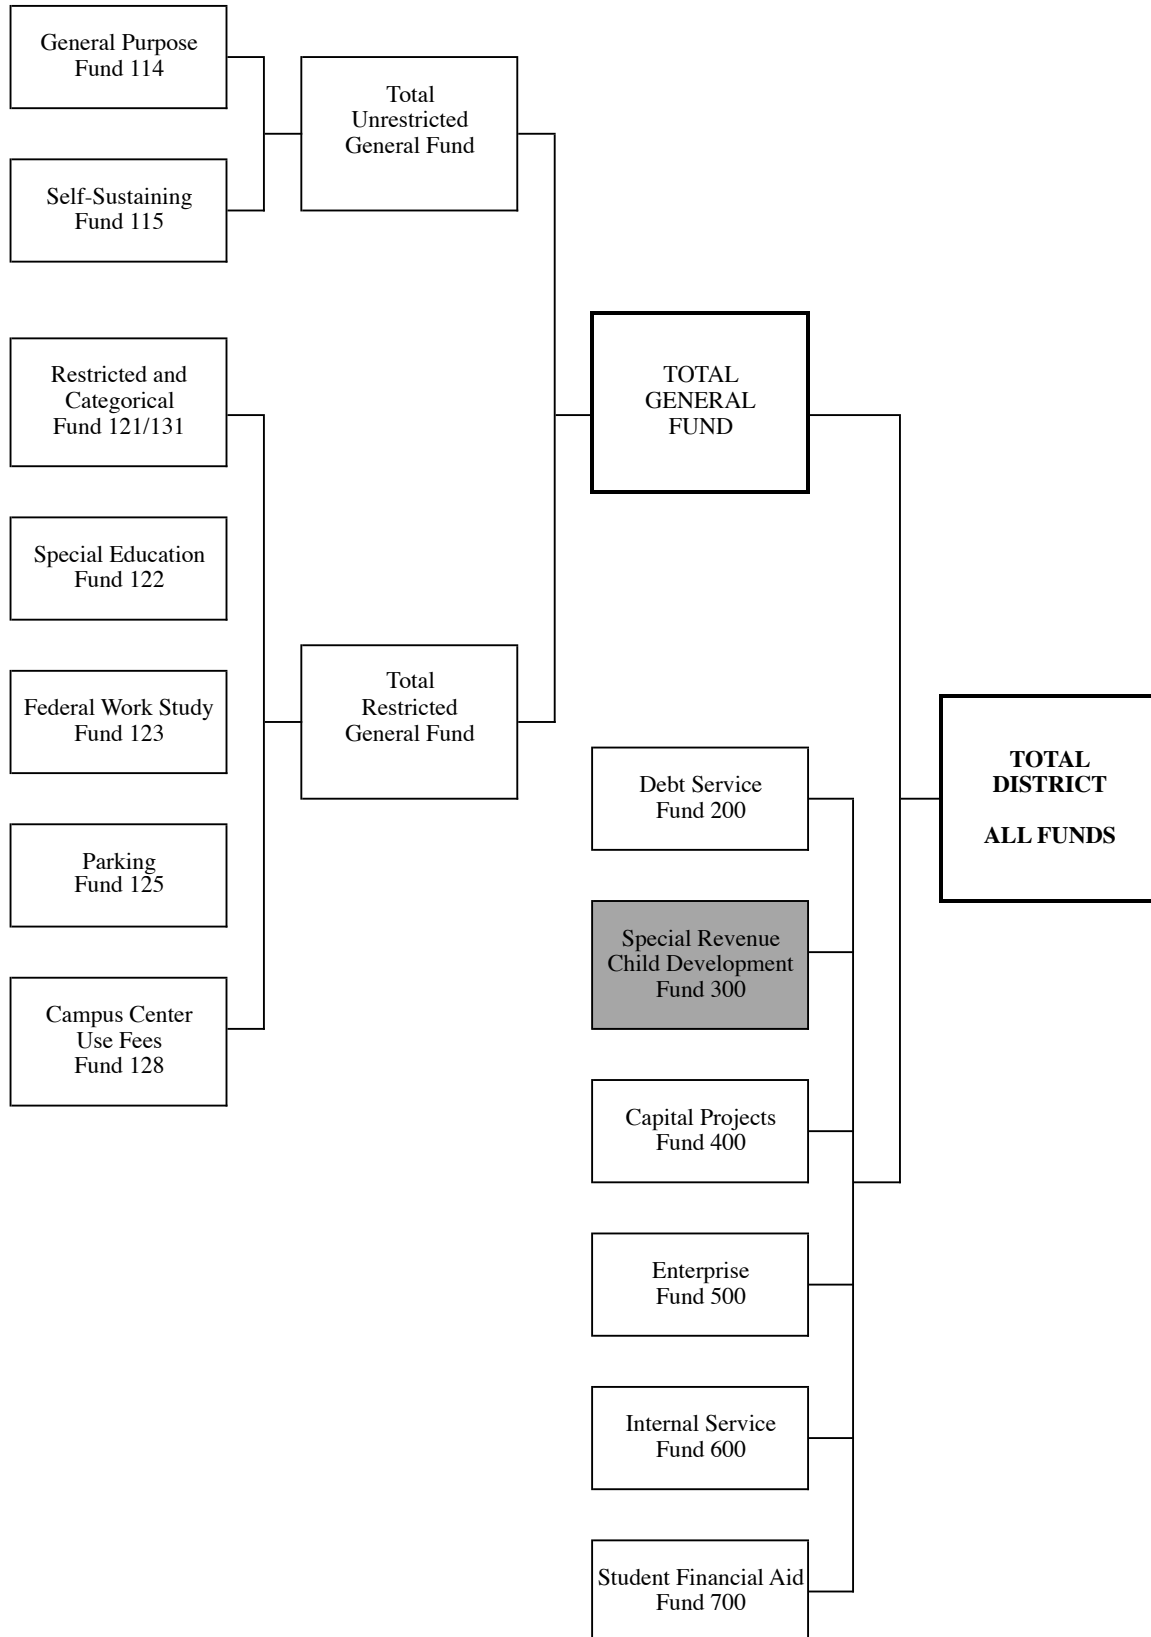 General Purpose
Fund 114
Self-Sustaining
Fund 115
Restricted and
Categorical
Fund 121/131
Special Education
Fund 122
Federal Work Study
Fund 123
Parking
Fund 125
Campus Center
Use Fees
Fund 128
Total
Unrestricted
General Fund
Total
Restricted
General Fund
TOTAL
GENERAL
FUND
Debt Service
Fund 200
Special Revenue
Child Development
Fund 300
Capital Projects
Fund 400
Enterprise
Fund 500
Internal Service
Fund 600
Student Financial Aid
Fund 700
TOTAL
DISTRICT
ALL FUNDS